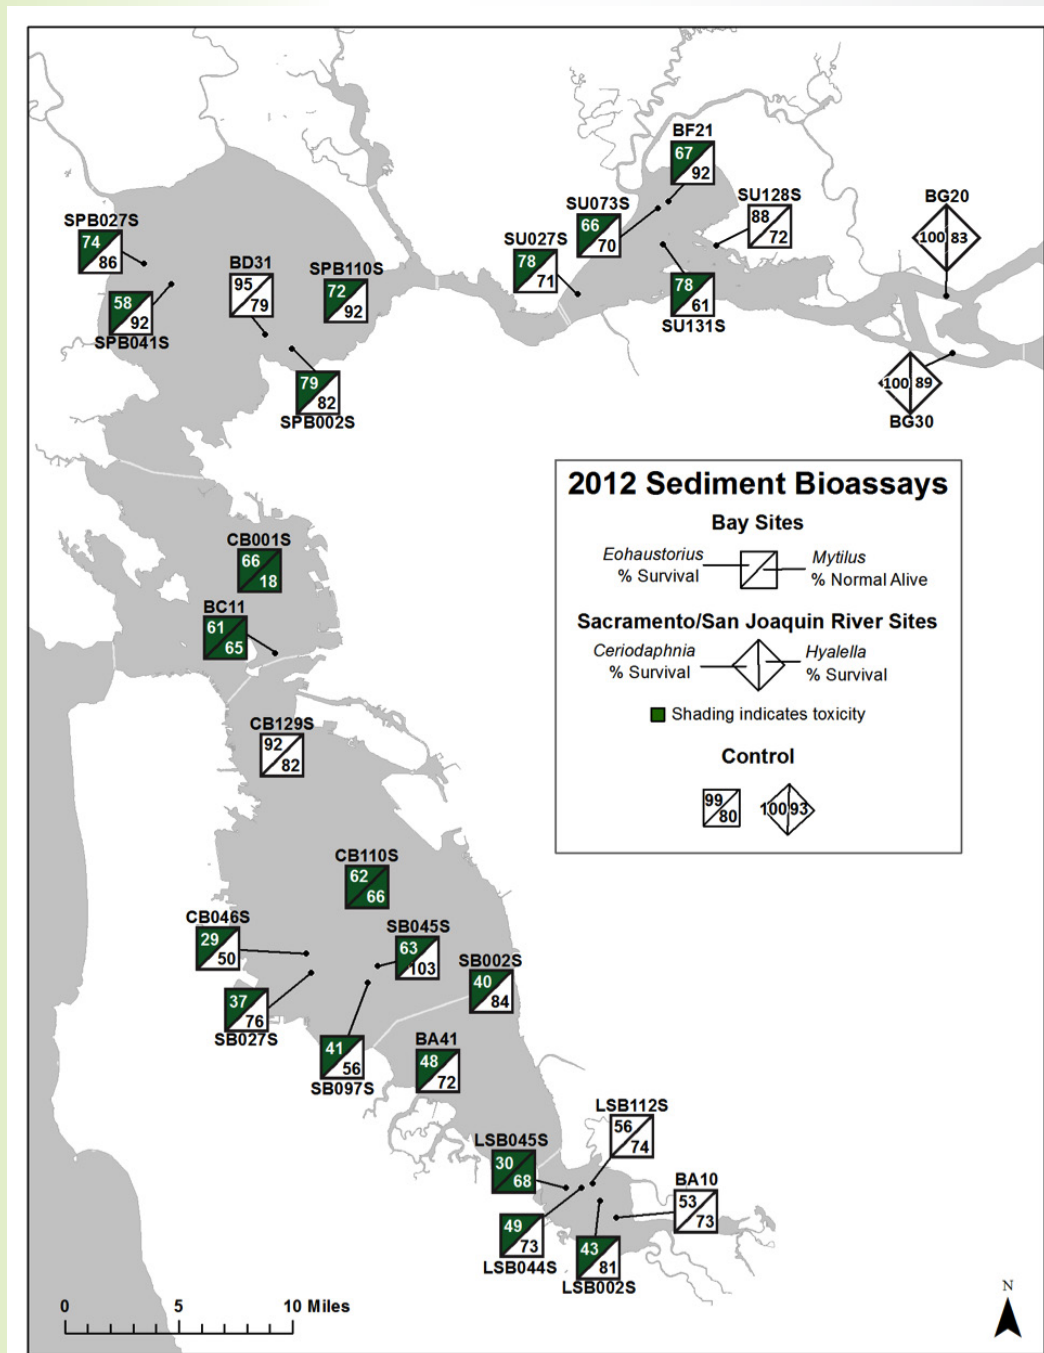 BF21
67
92
SU128S
88
72
BG20
100 83
SU073S
66
70
SPB027S
74
86
SU027S
78
71
BD31
95
79
SPB110S
72
92
58
92
SPB041S
78
61
SU131S
79
82
SPB002S
100 89
BG30
2012 Sediment Bioassays
Bay Sites
Eohaustorius
% Survival
Mytilus
% Normal Alive
Sacramento/San Joaquin River Sites
Ceriodaphnia
% Survival
Hyalella
% Survival
Shading indicates toxicity
Control
99
80
100 93
CB001S
66
18
BC11
61
65
CB129S
92
82
CB110S
62
66
CB046S
29
50
SB045S
63
103
SB002S
40
84
37
76
SB027S
41
56
SB097S
BA41
48
72
LSB112S
56
74
LSB045S
30
68
BA10
53
73
49
73
LSB044S
43
81
LSB002S
N
0 5 10 Miles